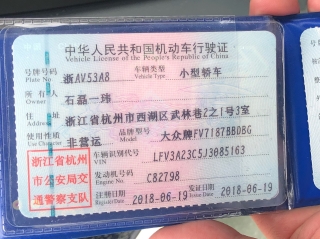 中华人民共和国机动车行驶证
Vehicle License of the People's Republic of China
号牌号码 Plate No. 浙AV53A8 车辆类型 Vehicle Type 小型轿车
所有人 Owner 石磊一玮
住址 Address 浙江省杭州市西湖区武林巷2之1号3室
使用性质 Use Character 非营运 品牌型号 Model 大众牌FV7187BBDBG
浙江省杭州市公安局交通警察支队
车辆识别代号 VIN LFV3A23C5J3085163
发动机号码 Engine No. C82798
注册日期 Register Date 2018-06-19 发证日期 Issue Date 2018-06-19